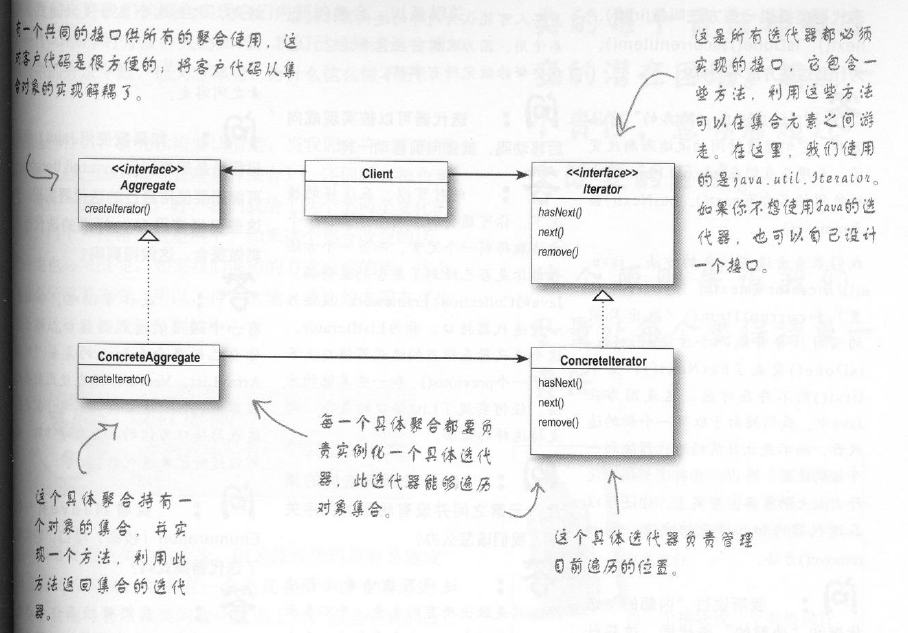 有一个共同的接口供所有的聚合使用，这
对客户代码是很方便的，将客户代码从集
合对象的实现解耦了。
这是所有迭代器都必须
实现的接口，它包含一
些方法，利用这些方法
可以在集合元素之间游
走。在这里，我们使用
的是java.util.Iterator。
如果你不想使用Java的迭
代器，也可以自己设计
一个接口。
<<interface>>
Aggregate
createIterator()
Client
<<interface>>
Iterator
hasNext()
next()
remove()
ConcreteAggregate
createIterator()
ConcreteIterator
hasNext()
next()
remove()
每一个具体聚合都要负
责实例化一个具体迭代
器，此迭代器能够遍历
对象集合。
这个具体聚合持有一
个对象的集合，并实
现一个方法，利用此
方法返回集合的迭代
器。
这个具体迭代器负责管理
目前遍历的位置。